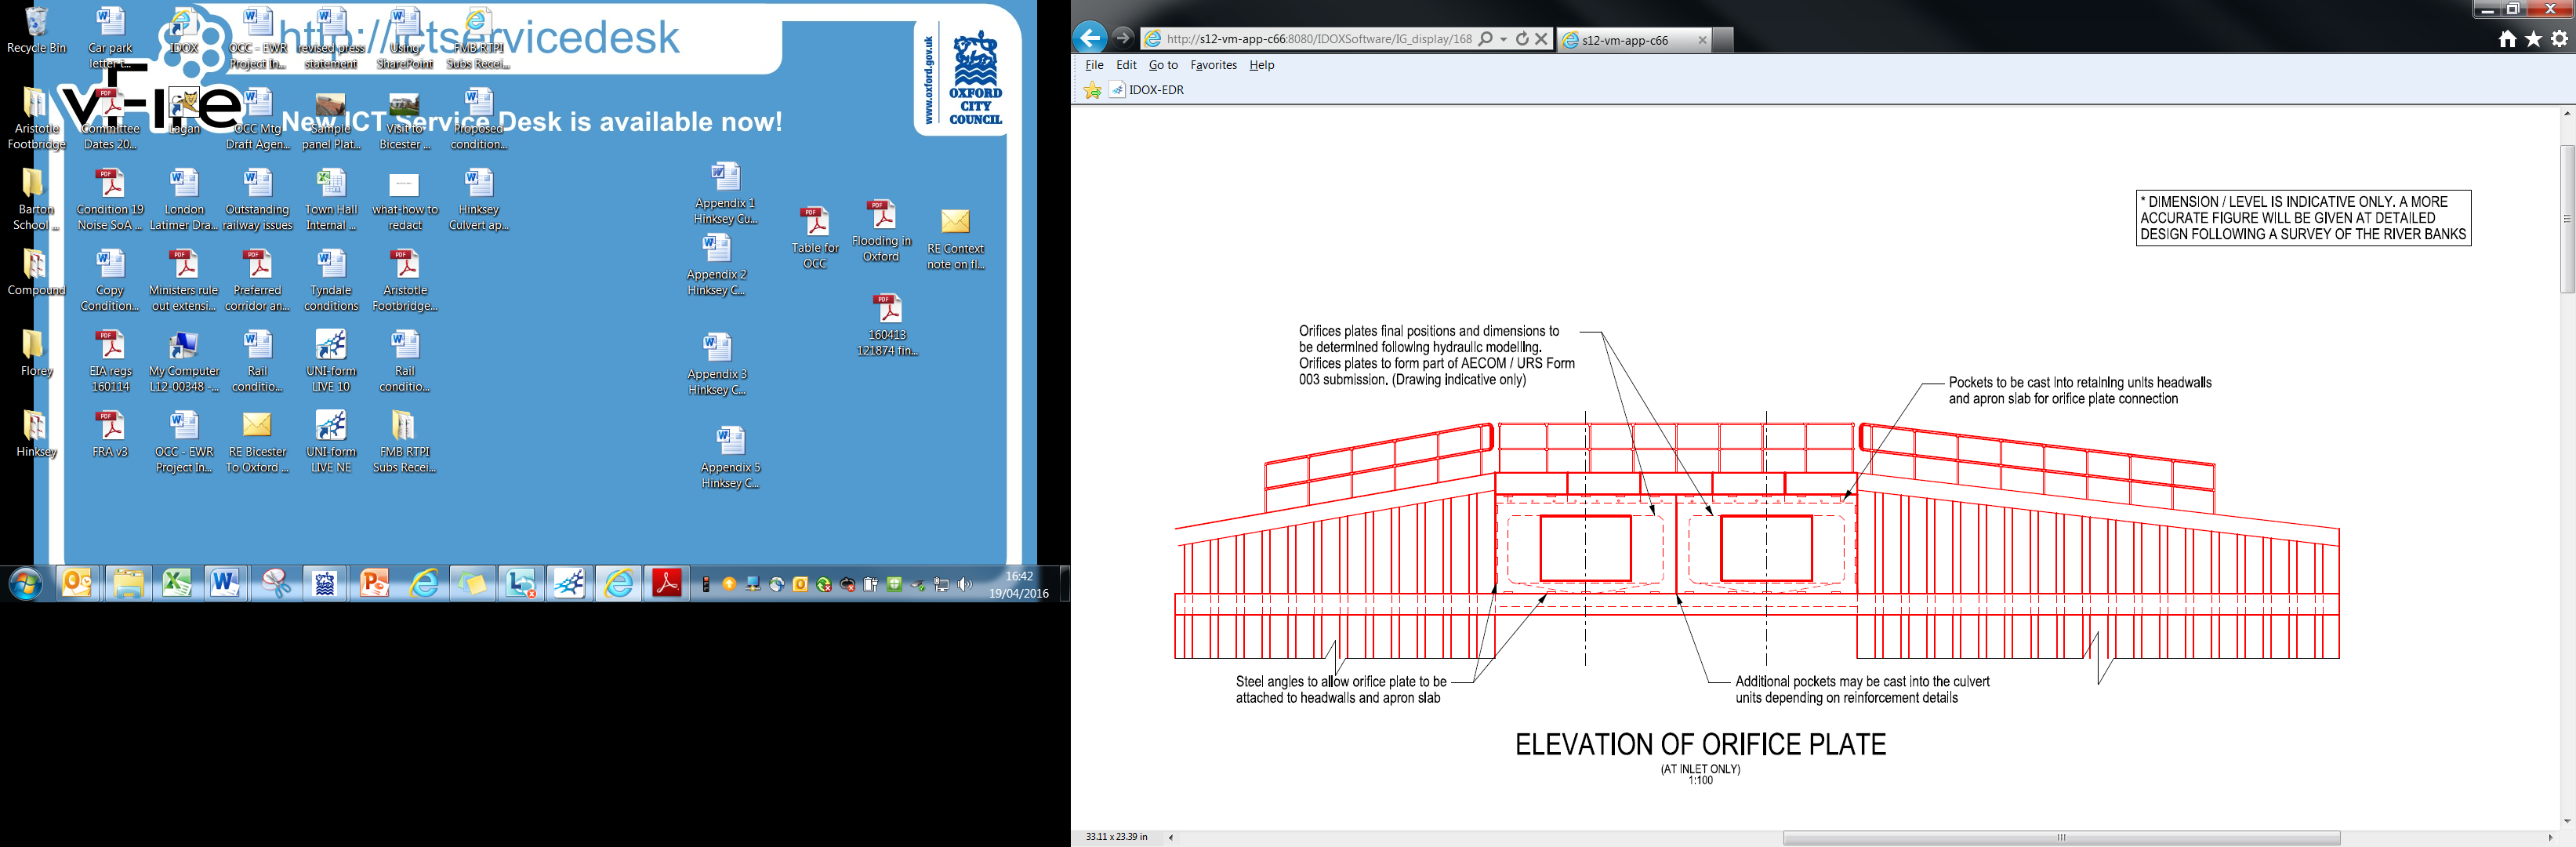 http://ictservicedesk
vFire
New ICT Service Desk is available now!
www.oxford.gov.uk
OXFORD
CITY
COUNCIL
Recycle Bin
Car park
letter t...
IDOX
OCC - EWR
Project In...
revised press
statement
Using
SharePoint
FMB RTPI
Subs Recei...
Aristotle
Footbridge
Committee
Dates 20...
Lagan
OCC Mtg
Draft Agen...
Sample
panel Plat...
Visit to
Bicester ...
Proposed
condition...
Barton
School ...
Condition 19
Noise SoA ...
London
Latimer Dra...
Outstanding
railway issues
Town Hall
Internal ...
what-how to
redact
Hinksey
Culvert ap...
Compound
Copy
Condition...
Ministers rule
out extensi...
Preferred
corridor an...
Tyndale
conditions
Aristotle
Footbridge...
Florey
EIA regs
160114
My Computer
L12-00348 -...
Rail
conditio...
UNI-form
LIVE 10
Rail
conditio...
Hinksey
FRA v3
OCC - EWR
Project In...
RE Bicester
To Oxford ...
UNI-form
LIVE NE
FMB RTPI
Subs Recei...
Appendix 1
Hinksey Cu...
Appendix 2
Hinksey C...
Appendix 3
Hinksey C...
Appendix 5
Hinksey C...
Table for
OCC
Flooding in
Oxford
RE Context
note on fl...
160413
121874 fin...
16:42
19/04/2016
http://s12-vm-app-c66:8080/IDOXSoftware/IG_display/168
s12-vm-app-c66
File Edit Go to Favorites Help
IDOX-EDR
* DIMENSION / LEVEL IS INDICATIVE ONLY. A MORE
ACCURATE FIGURE WILL BE GIVEN AT DETAILED
DESIGN FOLLOWING A SURVEY OF THE RIVER BANKS
Orifices plates final positions and dimensions to
be determined following hydraulic modelling.
Orifices plates to form part of AECOM / URS Form
003 submission. (Drawing indicative only)
Pockets to be cast into retaining units headwalls
and apron slab for orifice plate connection
Steel angles to allow orifice plate to be
attached to headwalls and apron slab
Additional pockets may be cast into the culvert
units depending on reinforcement details
ELEVATION OF ORIFICE PLATE
(AT INLET ONLY)
1:100
33.11 x 23.39 in